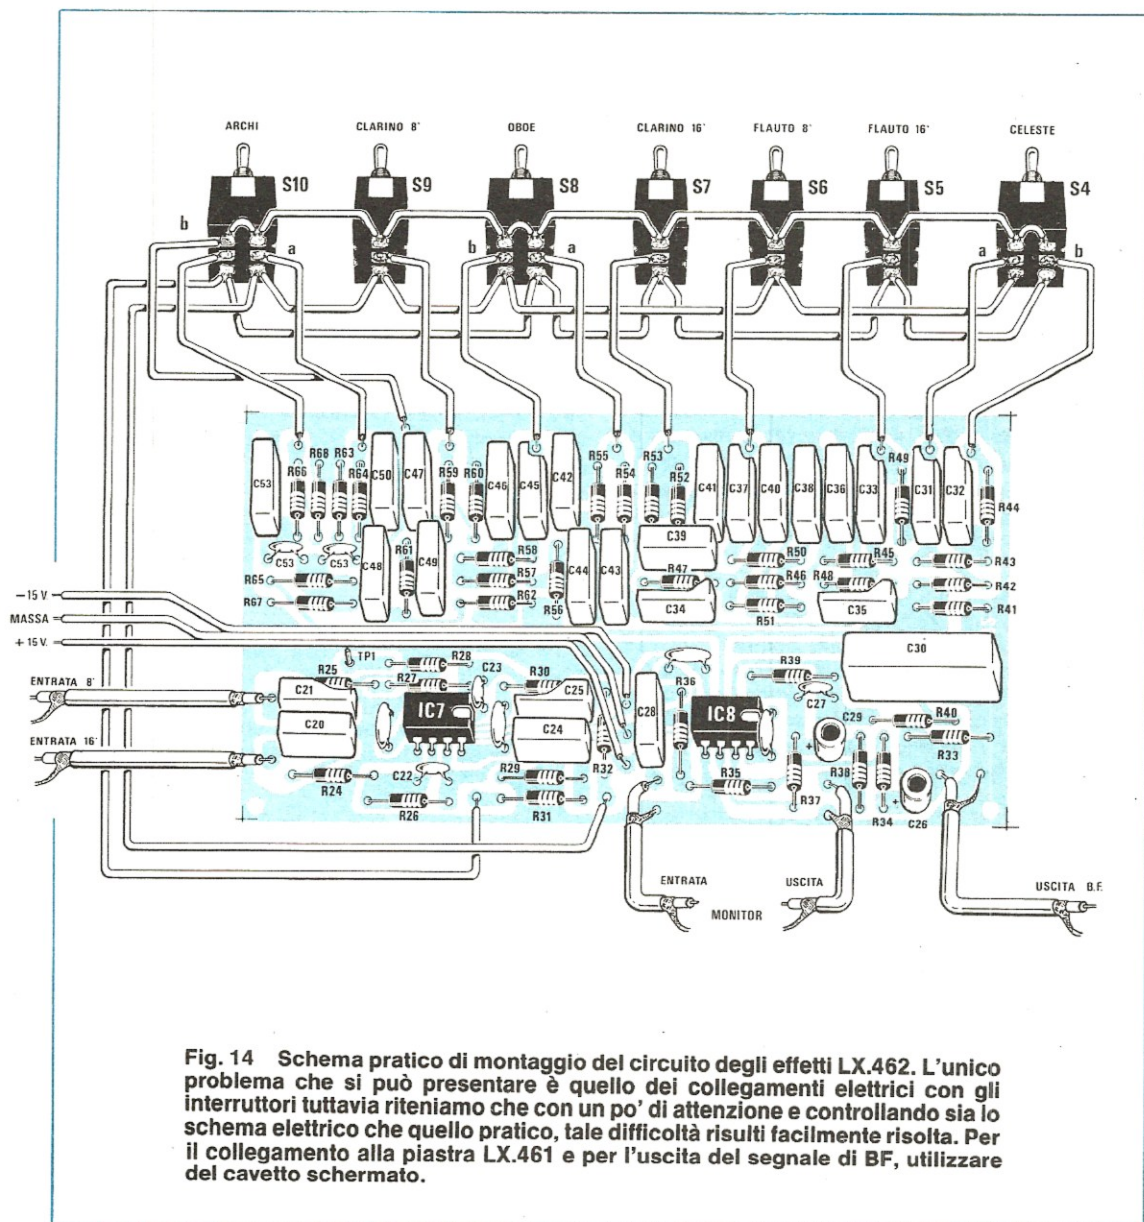 ARCHI
CLARINO 8'
OBOE
CLARINO 16'
FLAUTO 8'
FLAUTO 16'
CELESTE
S10
S9
S8
S7
S6
S5
S4
b
a
b
a
a
b
C53
R66
R68
R63
R64
C50
C47
R59
R60
C46
C45
C42
R55
R54
R53
R52
C41
C37
C40
C38
C36
C33
R49
C31
C32
R44
C53
C53
C48
R61
C49
R58
R57
R62
R56
C44
C43
C39
R47
C34
R50
R46
R51
R45
R48
C35
R43
R42
R41
R65
R67
–15 V.
MASSA
+ 15 V.
TP1
R28
C23
R25
R27
R30
C25
C21
IC7
C20
C24
C28
R36
IC8
R39
C27
C29
C30
R40
R33
ENTRATA 8'
ENTRATA 16'
C22
R24
R26
R29
R31
R32
R35
R37
+
R38
R34
+
C26
ENTRATA
MONITOR
USCITA
USCITA B.F.
Fig. 14 Schema pratico di montaggio del circuito degli effetti LX.462. L'unico
problema che si può presentare è quello dei collegamenti elettrici con gli
interruttori tuttavia riteniamo che con un po' di attenzione e controllando sia lo
schema elettrico che quello pratico, tale difficoltà risulti facilmente risolta. Per
il collegamento alla piastra LX.461 e per l'uscita del segnale di BF, utilizzare
del cavetto schermato.